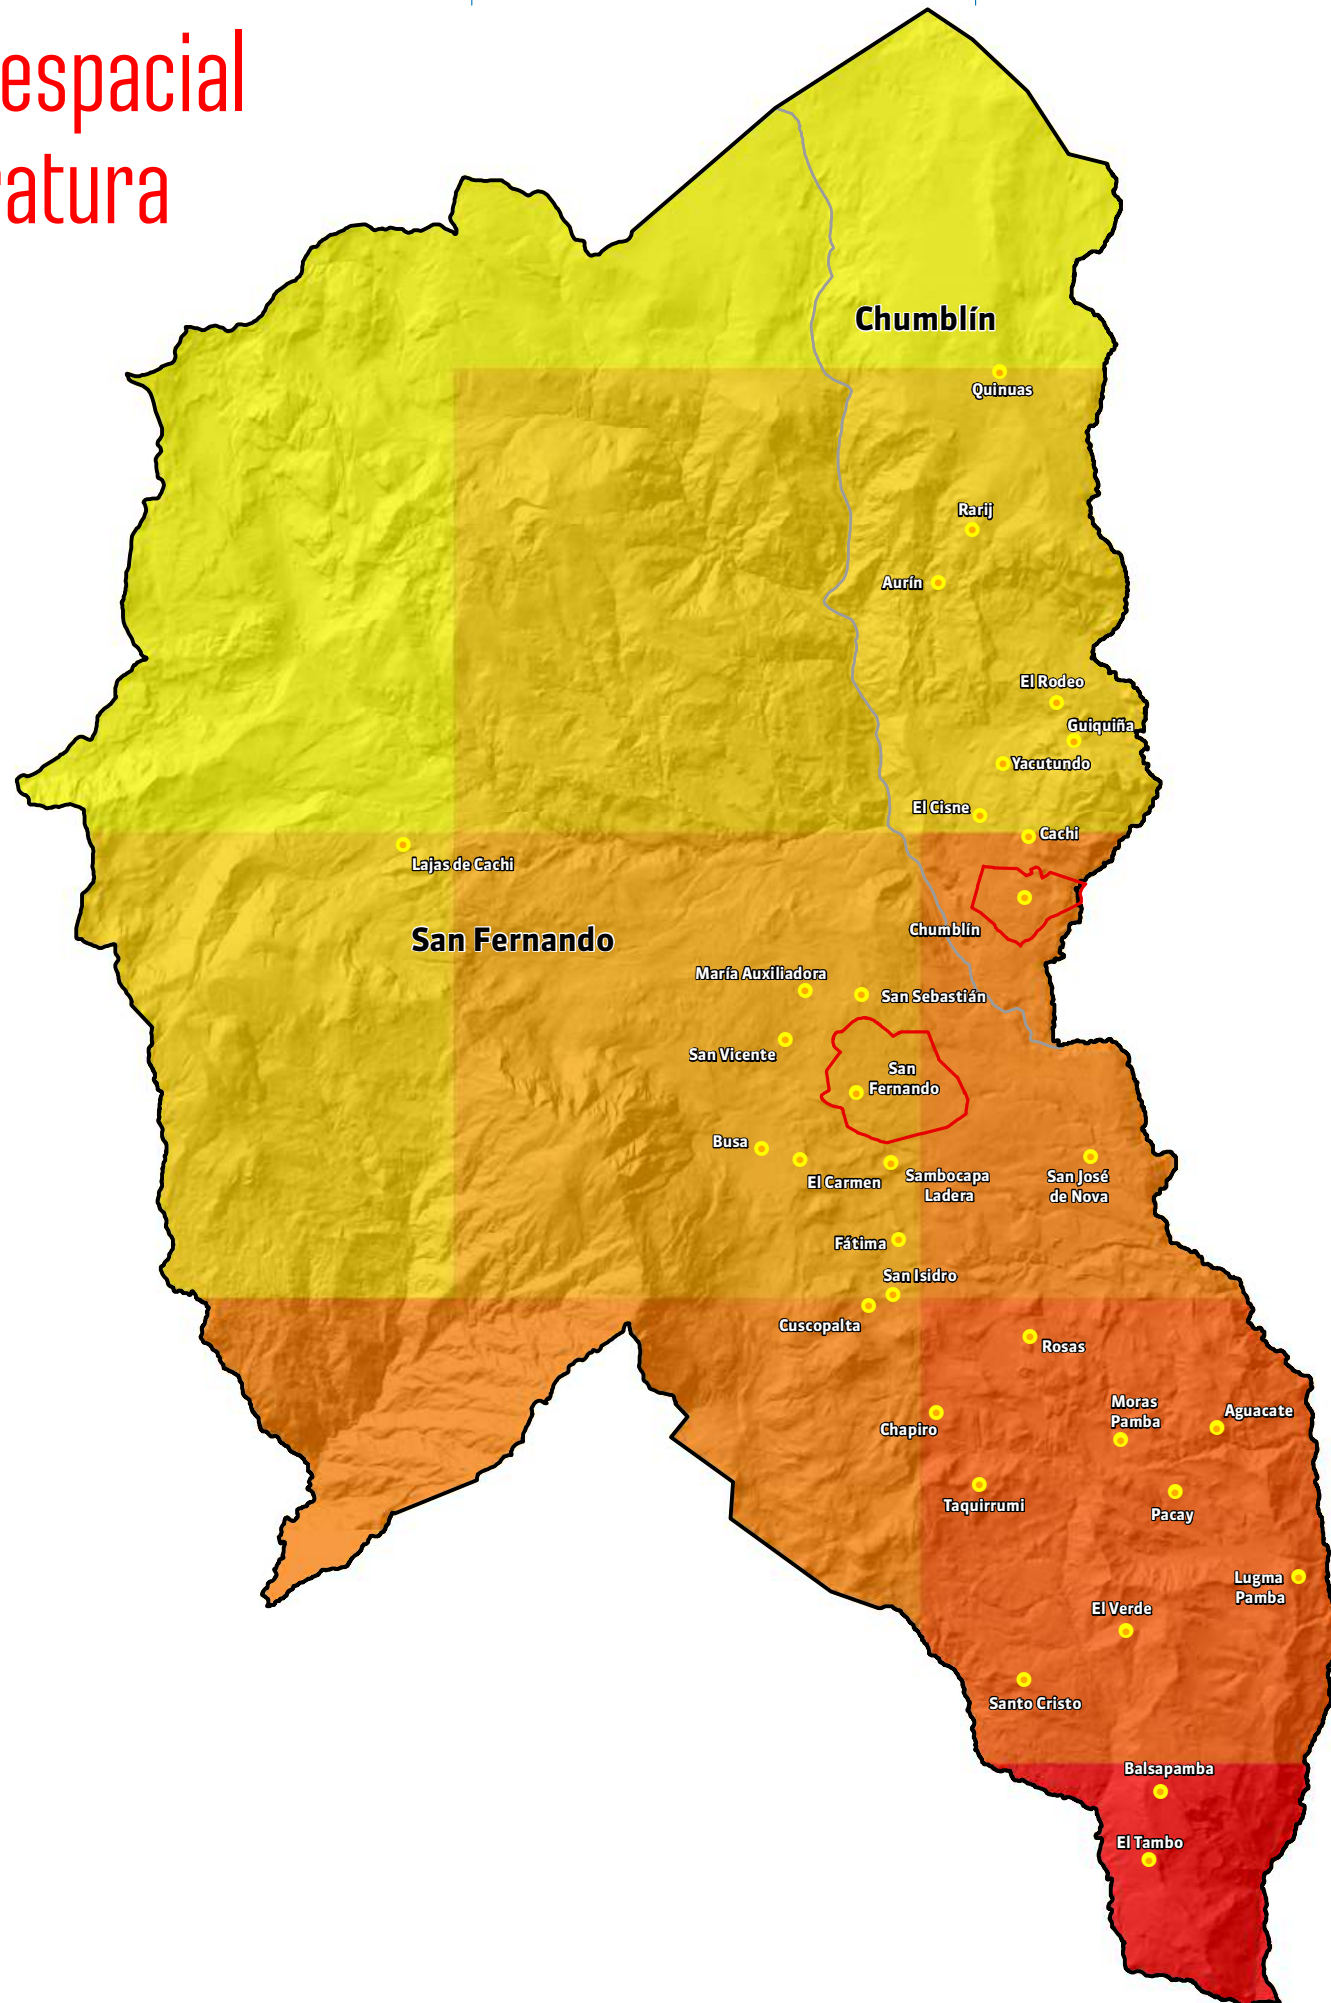 espacial
ratura
Chumblín
Quinuas
Rarij
Aurín
El Rodeo
Guiquiña
Yacutundo
El Cisne
Cachi
Lajas de Cachi
Chumblín
San Fernando
María Auxiliadora
San Sebastián
San Vicente
San
Fernando
Busa
El Carmen
Sambocapa
Ladera
San José
de Nova
Fátima
San Isidro
Cuscopalta
Rosas
Moras
Pamba
Aguacate
Chapiro
Taquirrumi
Pacay
Lugma
Pamba
El Verde
Santo Cristo
Balsapamba
El Tambo